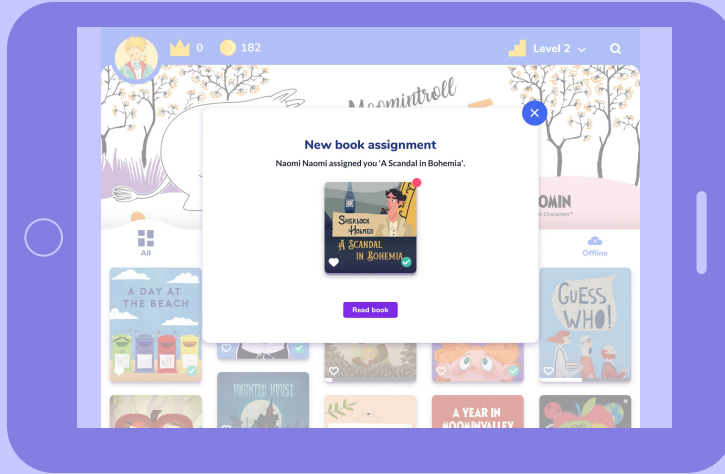 0
182
Level 2
Moomintroll
New book assignment
Naomi Naomi assigned you 'A Scandal in Bohemia'.
OMIN
Characters™
SHERLOCK
HOLMES
A SCANDAL
IN BOHEMIA
All
Offline
Read book
A DAY AT
THE BEACH
GUESS
WHO!
HAUNTED HOUSE
A YEAR IN
MOOMINVALLEY